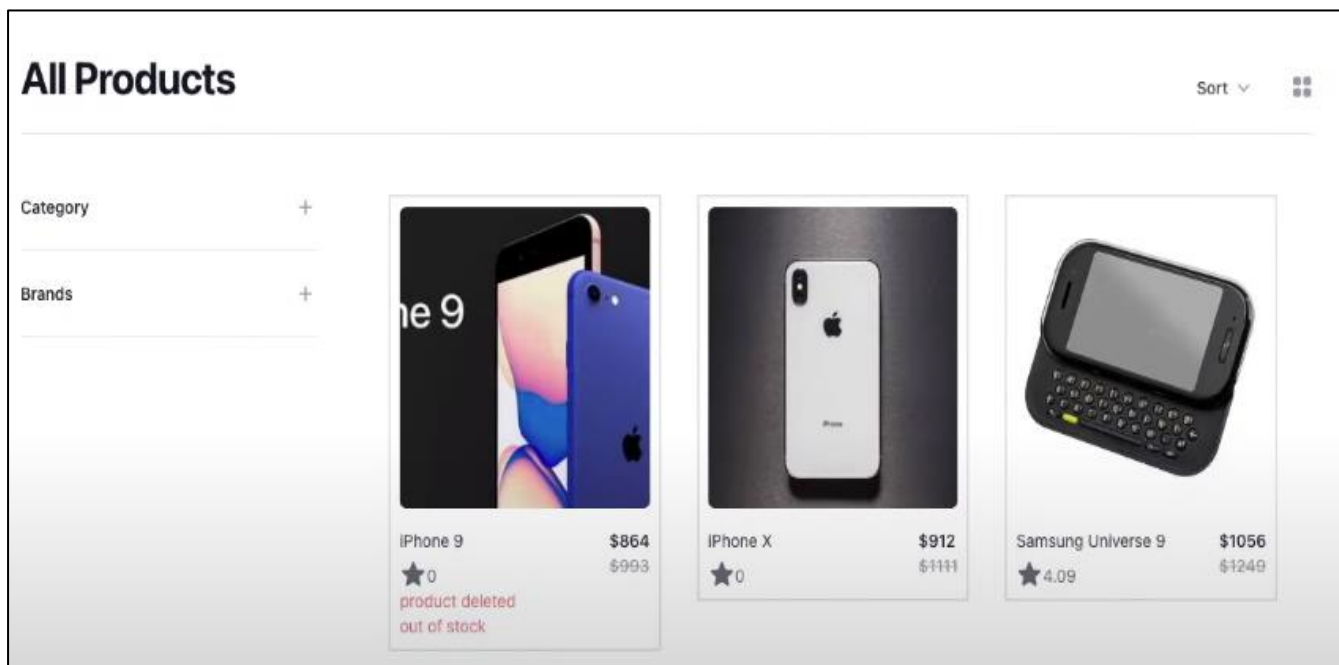 All Products
Sort
Category
Brands
ne 9
iPhone 9 $864
0 $993
product deleted
out of stock
iPhone
iPhone X $912
0 $1111
Samsung Universe 9 $1056
4.09 $1249